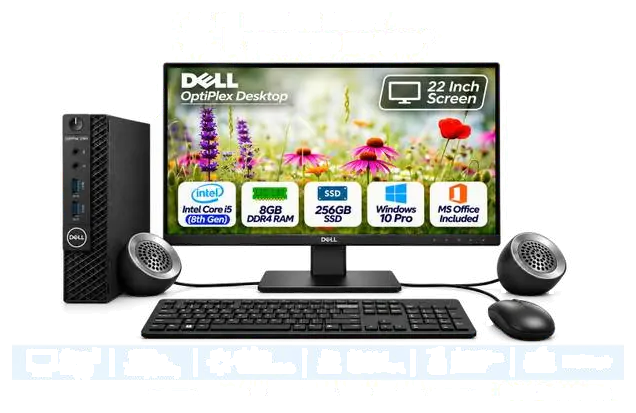 DELL
OptiPlex Desktop
22 Inch
Screen
intel
Intel Core i5
(8th Gen)
8GB
DDR4 RAM
SSD
256GB
SSD
Windows
10 Pro
MS Office
Included
DELL
DELL